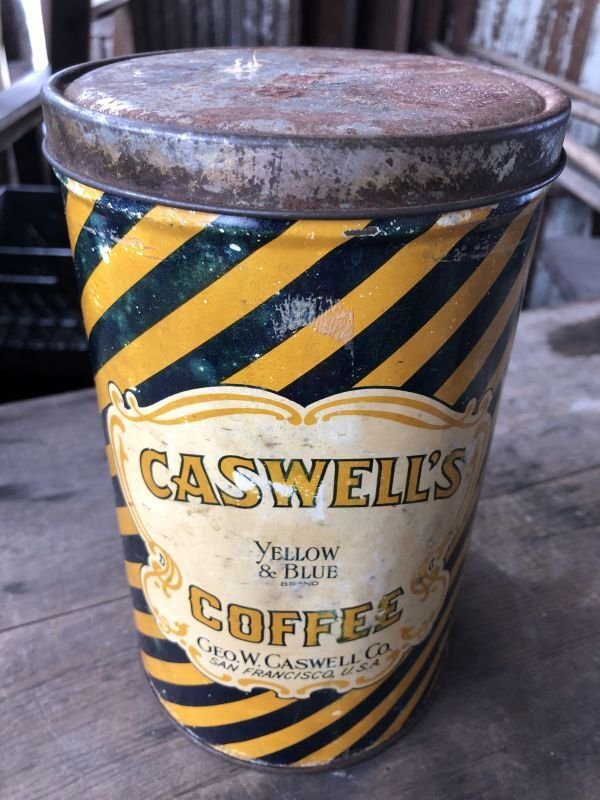 CASWELL'S
YELLOW
& BLUE
BRAND
COFFEE
GEO. W. CASWELL CO.
SAN FRANCISCO, U.S.A.